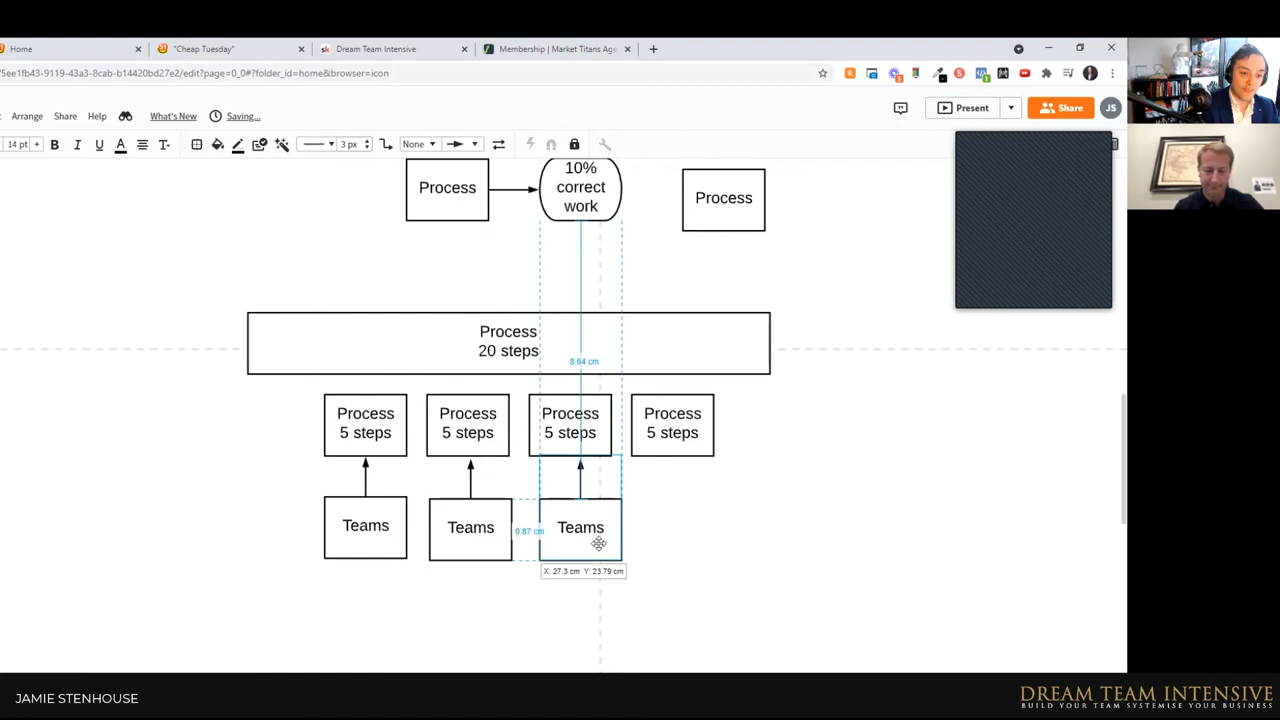 Home
"Cheap Tuesday"
Dream Team Intensive
Membership | Market Titans Age
5ee1fb43-9119-43a3-8cab-b14420bd27e2/edit?page=0_0#?folder_id=home&browser=icon
Arrange Share Help What's New Saving... Present Share JS
14 pt + B I U A T 3 px None
Process
10%
correct
work
Process
Process
20 steps
8.64 cm
Process
5 steps
Process
5 steps
Process
5 steps
Process
5 steps
Teams
Teams
0.87 cm
Teams
X: 27.3 cm Y: 23.79 cm
JAMIE STENHOUSE
DREAM TEAM INTENSIVE
BUILD YOUR TEAM SYSTEMISE YOUR BUSINESS